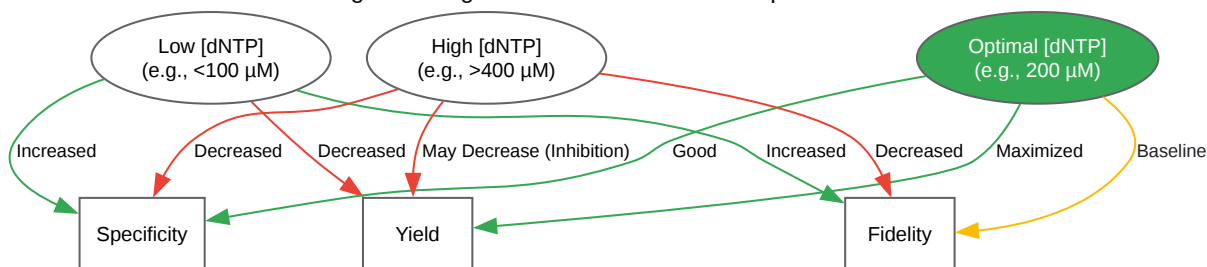 Low [dNTP]
(e.g., <100 µM)
High [dNTP]
(e.g., >400 µM)
Optimal [dNTP]
(e.g., 200 µM)
Increased
Decreased
Decreased
May Decrease (Inhibition)
Good
Increased
Decreased
Maximized
Baseline
Specificity
Yield
Fidelity